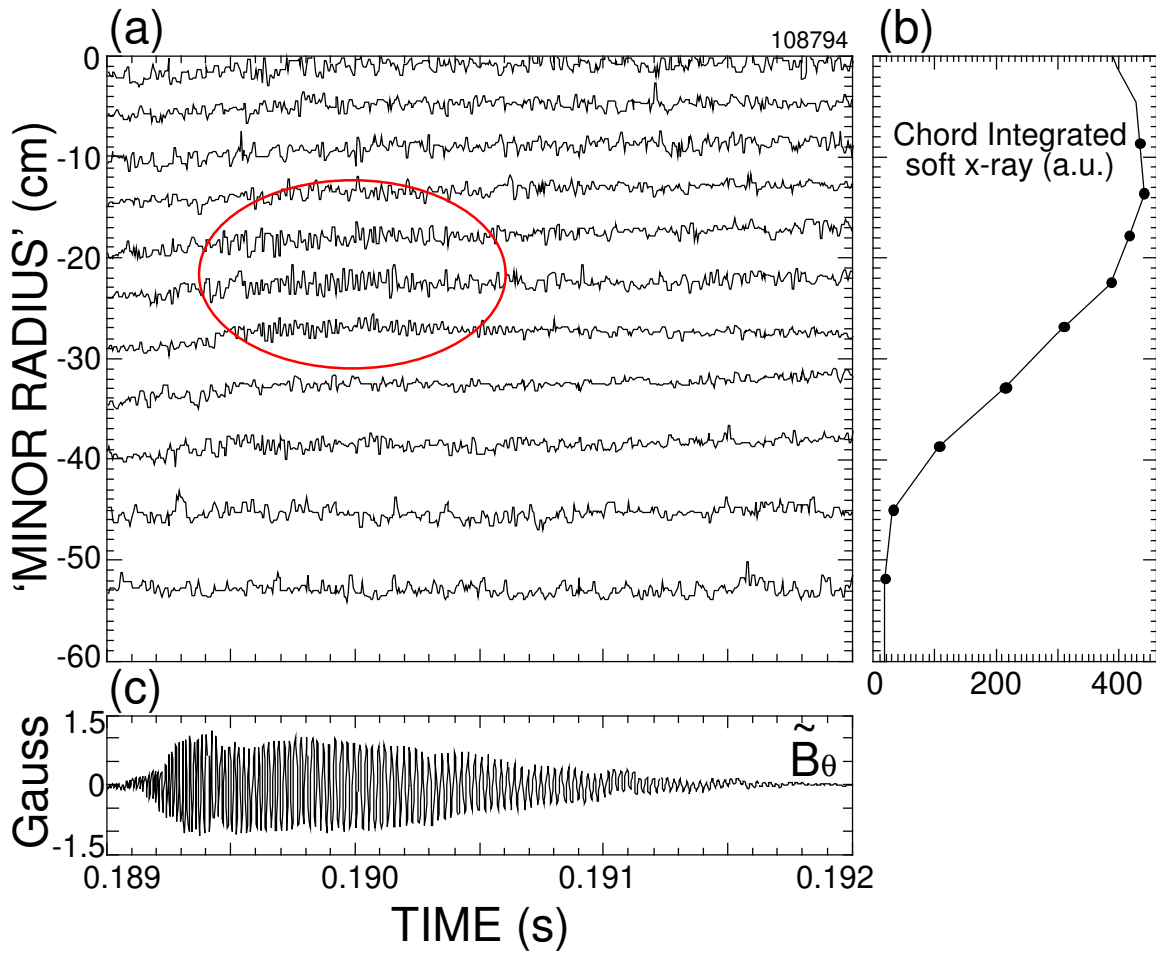 (a)
108794
(b)
0
-10
-20
-30
-40
-50
-60
‘MINOR RADIUS’ (cm)
Chord Integrated
soft x-ray (a.u.)
0 200 400
(c)
1.5
0
-1.5
Gauss
B̃θ
0.189 0.190 0.191 0.192
TIME (s)